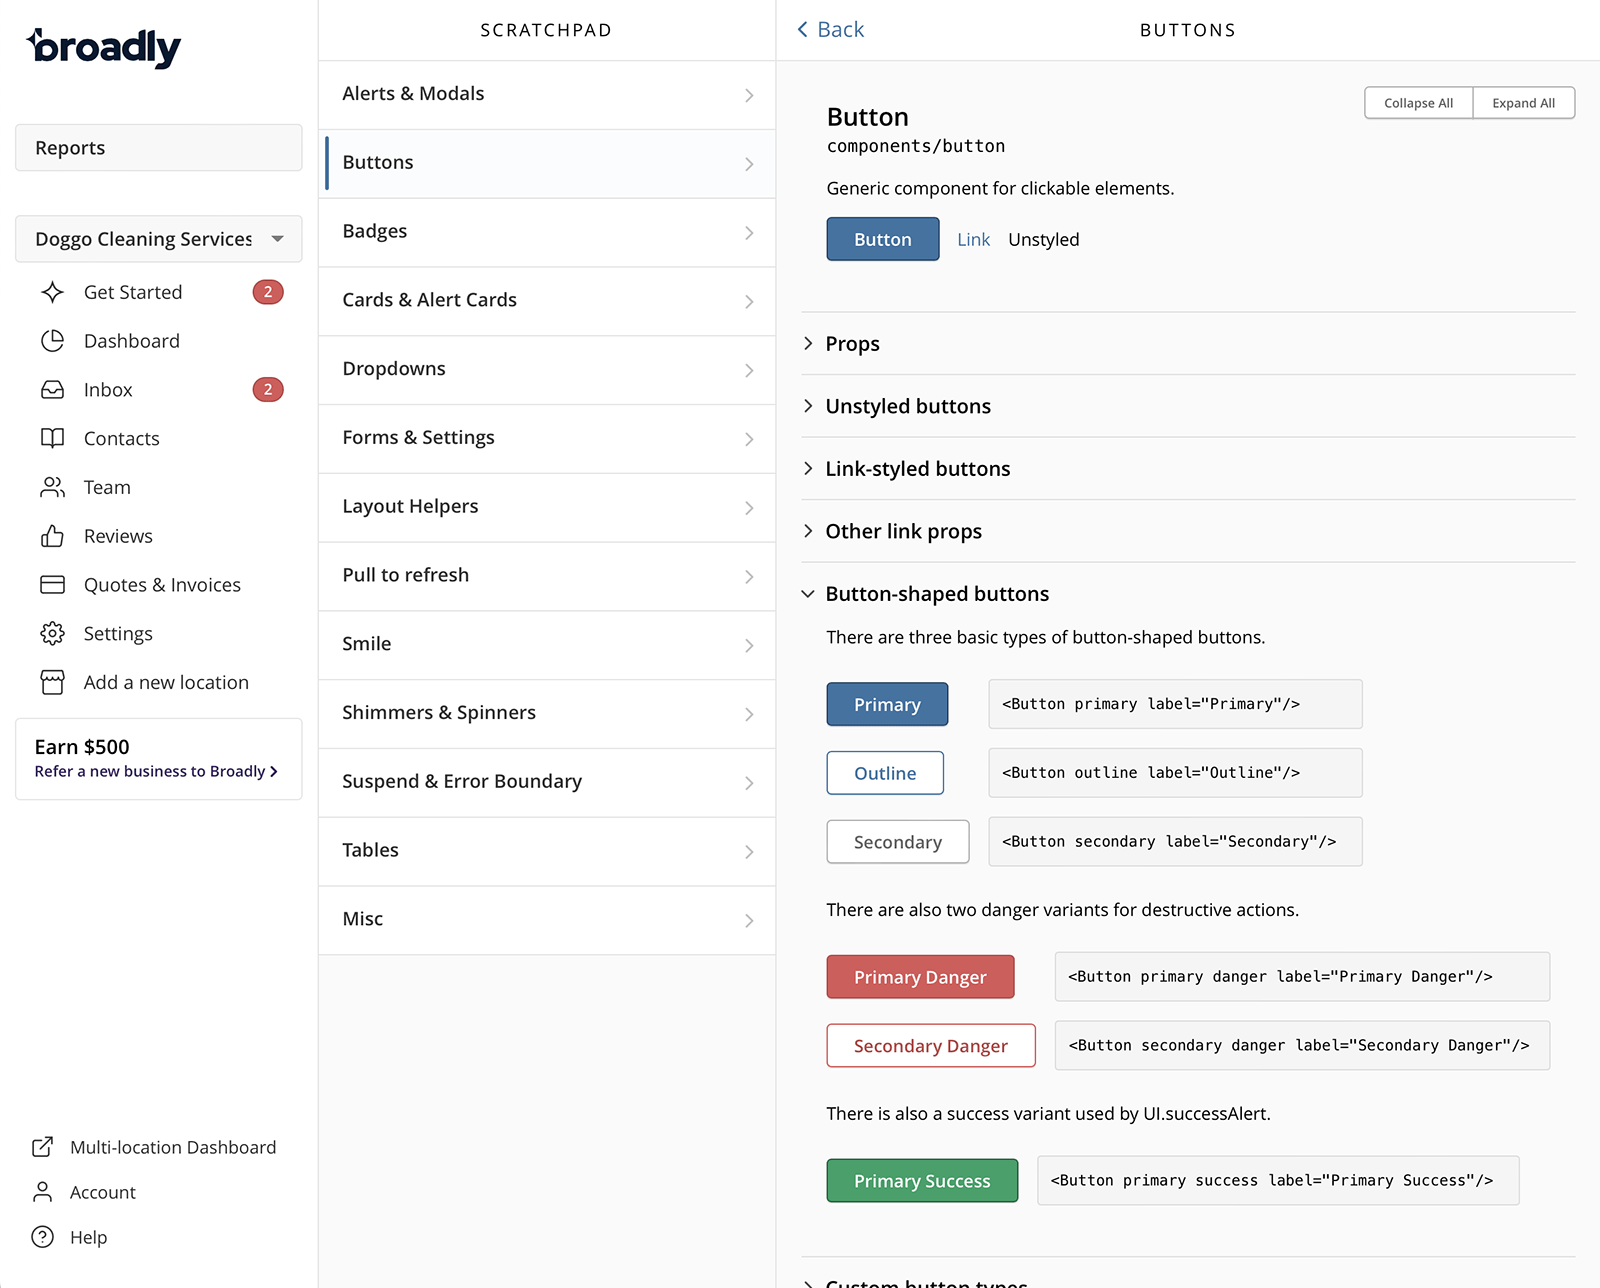 broadly
Reports
Doggo Cleaning Services
Get Started 2
Dashboard
Inbox 2
Contacts
Team
Reviews
Quotes & Invoices
Settings
Add a new location
Earn $500
Refer a new business to Broadly
Multi-location Dashboard
Account
Help
SCRATCHPAD
Alerts & Modals
Buttons
Badges
Cards & Alert Cards
Dropdowns
Forms & Settings
Layout Helpers
Pull to refresh
Smile
Shimmers & Spinners
Suspend & Error Boundary
Tables
Misc
Back
BUTTONS
Collapse All Expand All
Button
components/button
Generic component for clickable elements.
Button Link Unstyled
Props
Unstyled buttons
Link-styled buttons
Other link props
Button-shaped buttons
There are three basic types of button-shaped buttons.
Primary <Button primary label="Primary"/>
Outline <Button outline label="Outline"/>
Secondary <Button secondary label="Secondary"/>
There are also two danger variants for destructive actions.
Primary Danger <Button primary danger label="Primary Danger"/>
Secondary Danger <Button secondary danger label="Secondary Danger"/>
There is also a success variant used by UI.successAlert.
Primary Success <Button primary success label="Primary Success"/>
Custom button types